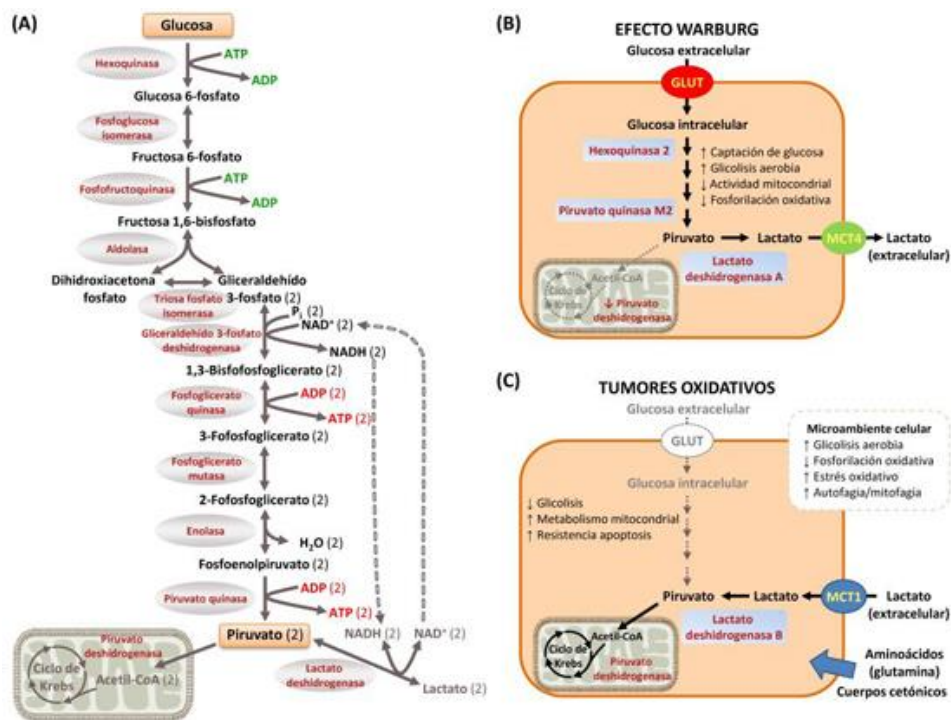 (A)
Glucosa
Hexoquinasa
ATP
ADP
Glucosa 6-fosfato
Fosfoglucosa
isomerasa
Fructosa 6-fosfato
Fosfofructoquinasa
ATP
ADP
Fructosa 1,6-bisfosfato
Aldolasa
Dihidroxiacetona
fosfato
Gliceraldehído
3-fosfato (2)
Triosa fosfato
isomerasa
Pi (2)
NAD+ (2)
Gliceraldehído 3-fosfato
deshidrogenasa
NADH (2)
1,3-Bisfofosfoglicerato (2)
Fosfoglicerato
quinasa
ADP (2)
ATP (2)
3-Fofosfoglicerato (2)
Fosfoglicerato
mutasa
2-Fofosfoglicerato (2)
Enolasa
H2O (2)
Fosfoenolpiruvato (2)
Piruvato quinasa
ADP (2)
ATP (2)
Piruvato (2)
NADH (2)
NAD+ (2)
Piruvato
deshidrogenasa
Ciclo de
Krebs
Acetil-CoA (2)
Lactato
deshidrogenasa
Lactato (2)
(B)
EFECTO WARBURG
Glucosa extracelular
GLUT
Glucosa intracelular
Hexoquinasa 2
↑ Captación de glucosa
↑ Glicolisis aerobia
↓ Actividad mitocondrial
↓ Fosforilación oxidativa
Piruvato quinasa M2
Piruvato
Lactato
MCT4
Lactato
(extracelular)
Lactato
deshidrogenasa A
Acetil-CoA
Ciclo de
Krebs
↓ Piruvato
deshidrogenasa
(C)
TUMORES OXIDATIVOS
Glucosa extracelular
GLUT
Glucosa intracelular
Microambiente celular
↑ Glicolisis aerobia
↓ Fosforilación oxidativa
↑ Estrés oxidativo
↑ Autofagia/mitofagia
↓ Glicolisis
↑ Metabolismo mitocondrial
↑ Resistencia apoptosis
Piruvato
Lactato
MCT1
Lactato
(extracelular)
Lactato
deshidrogenasa B
Acetil-CoA
Ciclo de
Krebs
Piruvato
deshidrogenasa
Aminoácidos
(glutamina)
Cuerpos cetónicos